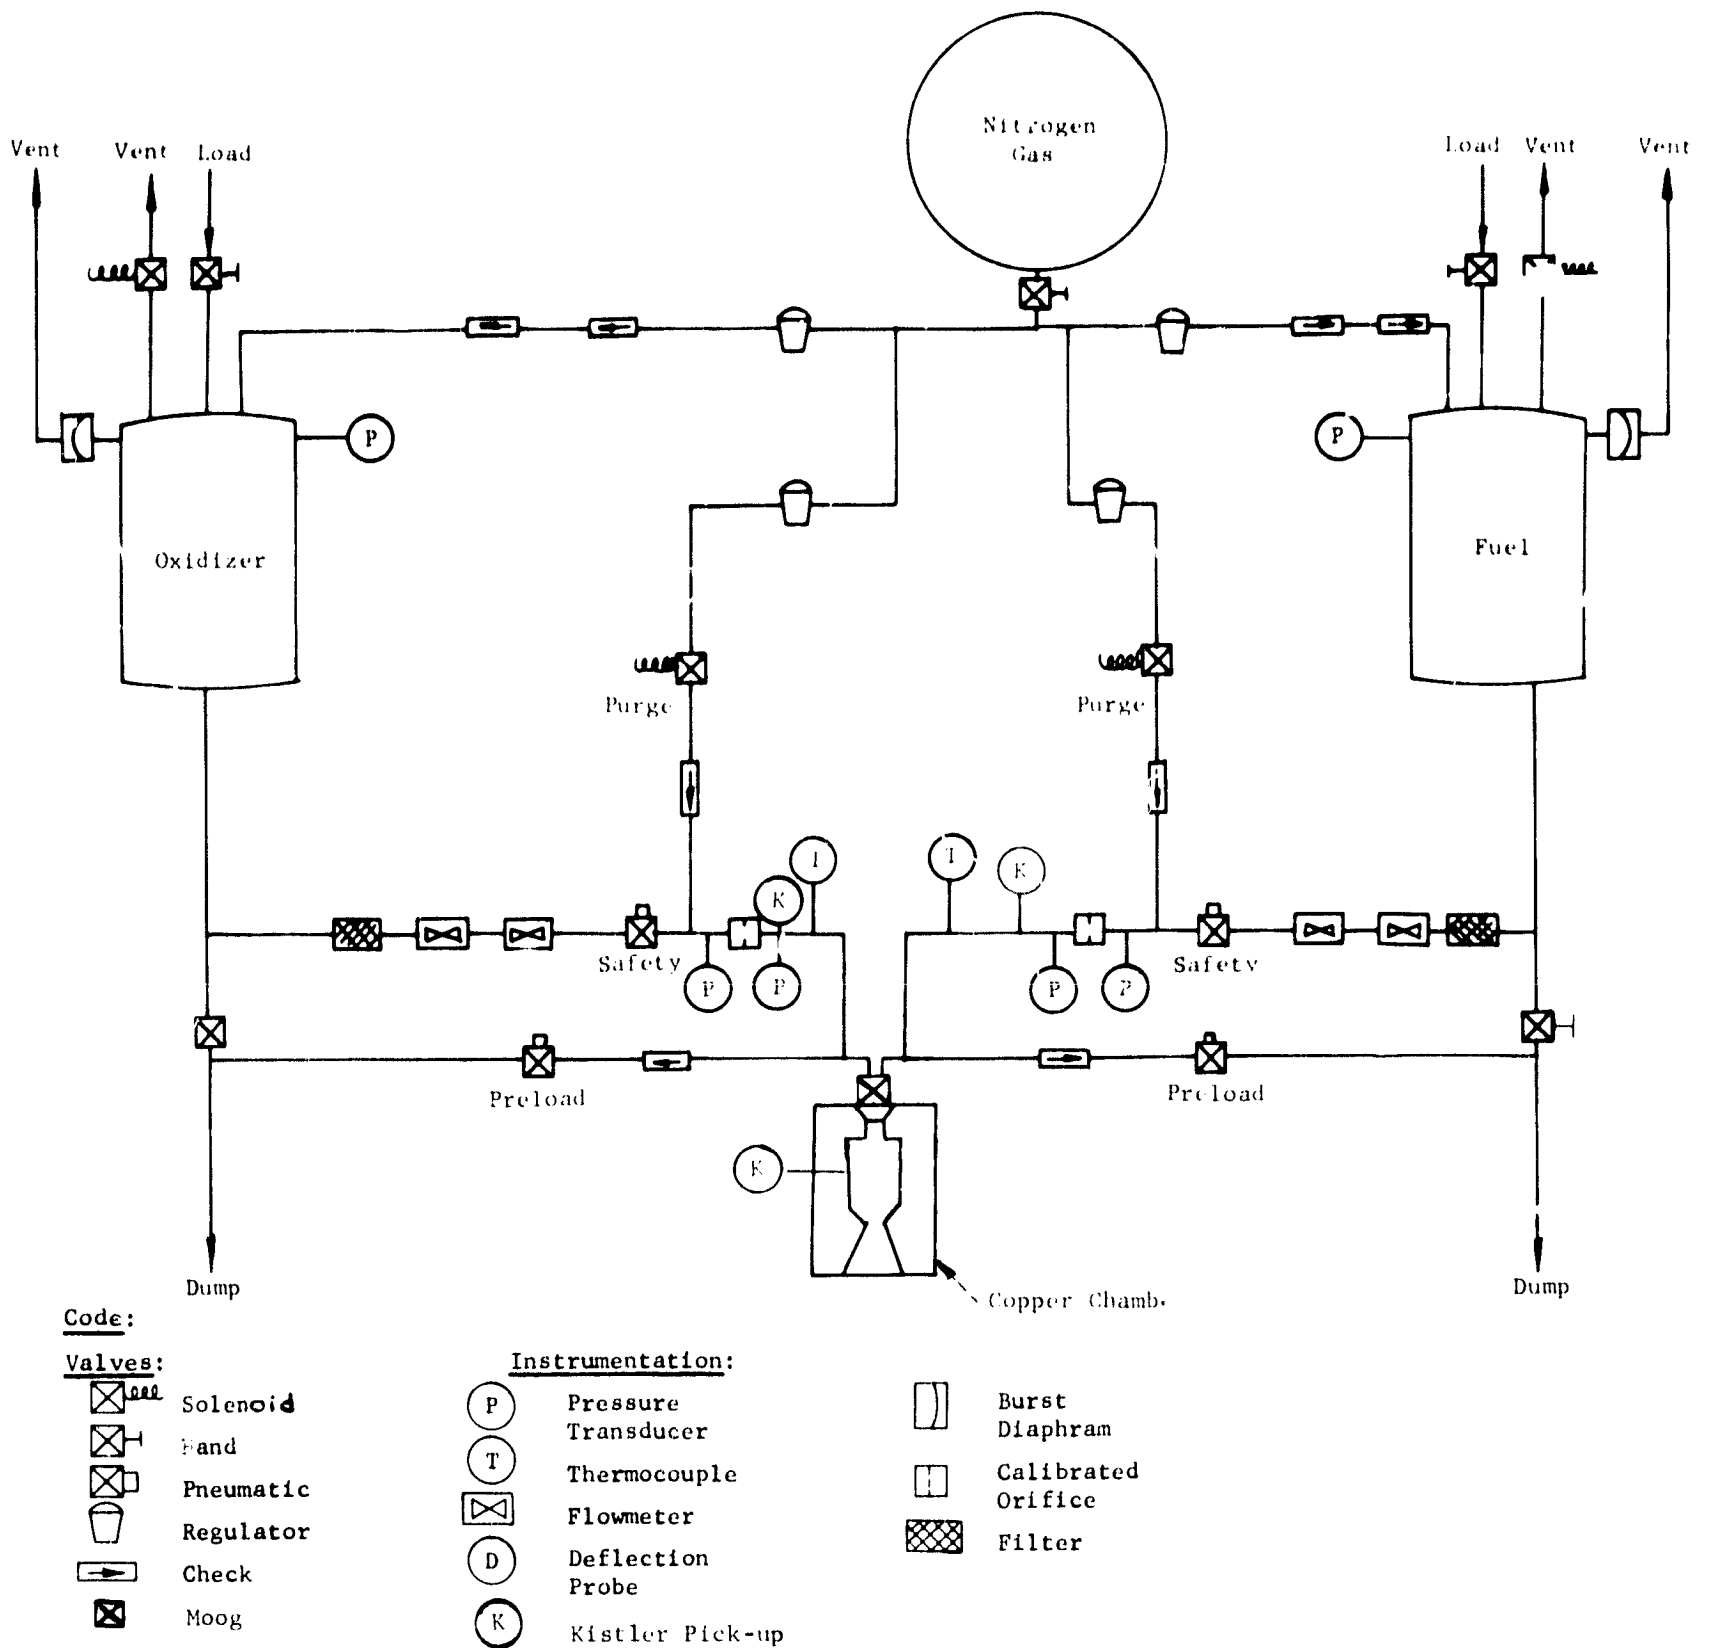 Nitrogen
Gas
Vent
Vent
Load
Load
Vent
Vent
P
P
Oxidizer
Fuel
Purge
Purge
T
K
K
Safety
Safety
P
P
P
P
Preload
Preload
K
Dump
Copper Chamb.
Dump
Code:
Valves:
Solenoid
Hand
Pneumatic
Regulator
Check
Moog
Instrumentation:
P
Pressure
Transducer
T
Thermocouple
Flowmeter
D
Deflection
Probe
K
Kistler Pick-up
Burst
Diaphram
Calibrated
Orifice
Filter